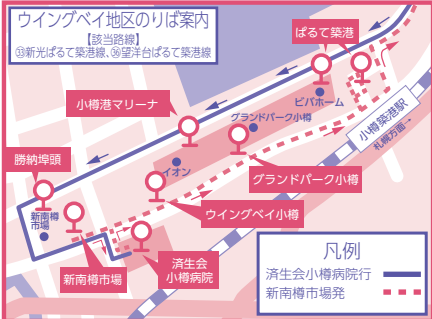 ウイングベイ地区のりば案内
【該当路線】
㉝新光ぱるて築港線、㊱望洋台ぱるて築港線
ぱるて築港
ビバホーム
小樽港マリーナ
グランドパーク小樽
小樽築港駅
札幌方面→
勝納埠頭
イオン
グランドパーク小樽
新南樽
市場
ウイングベイ小樽
新南樽市場
済生会
小樽病院
凡例
済生会小樽病院行
新南樽市場発